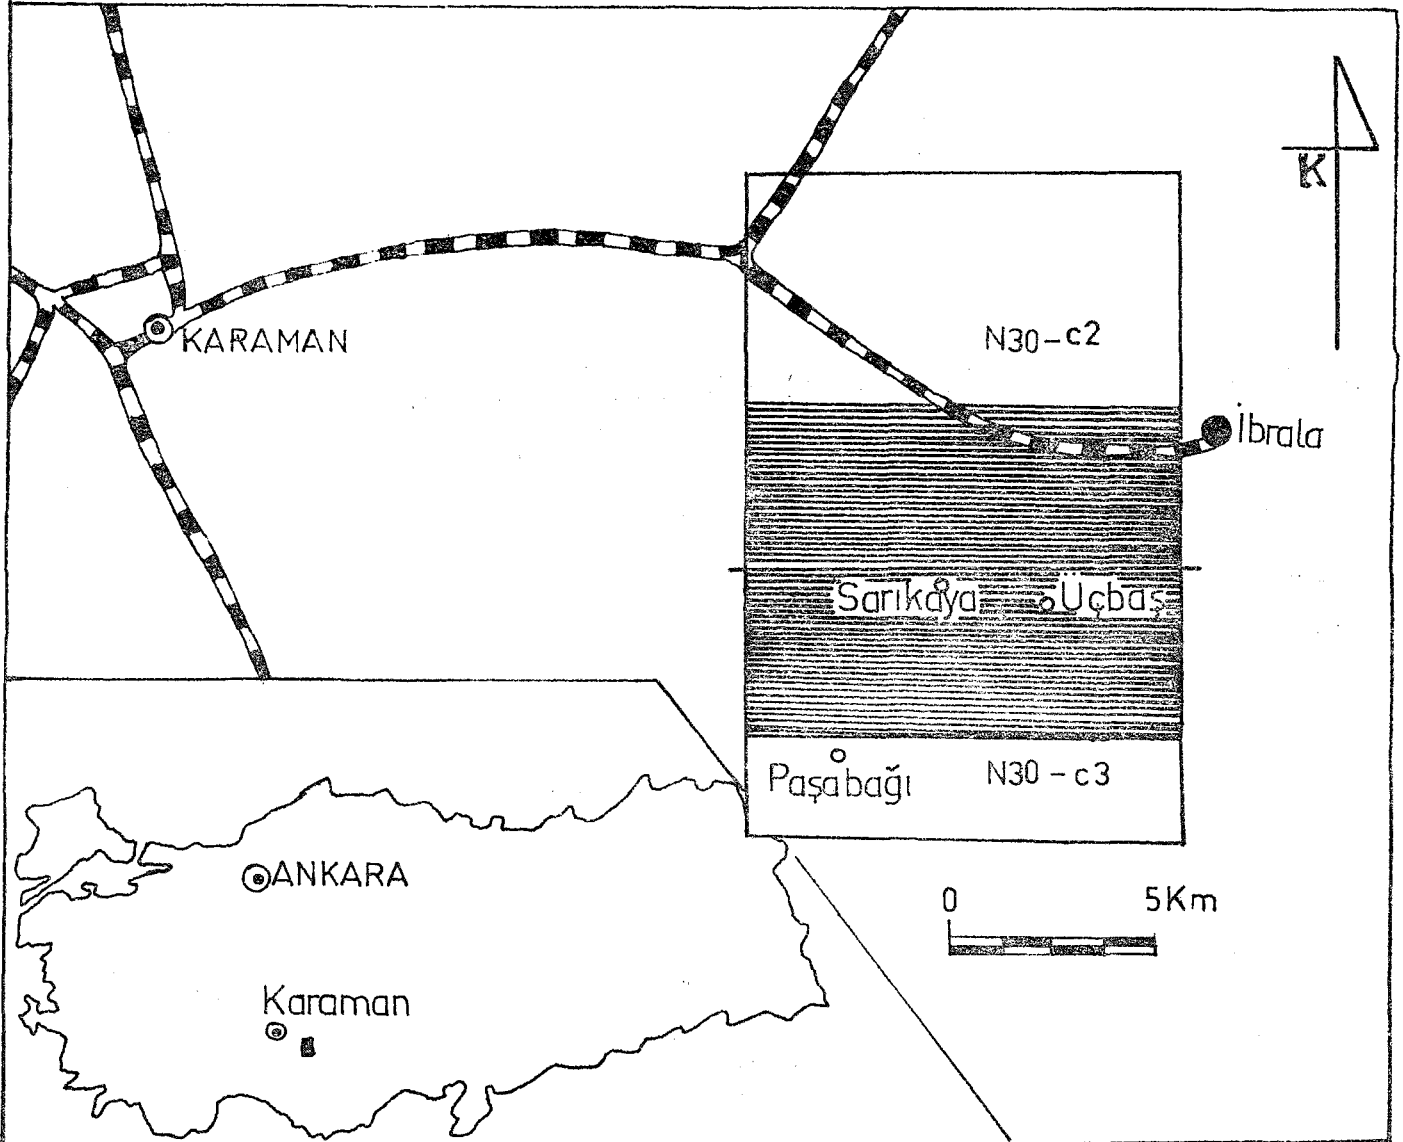 K
KARAMAN
N30-c2
İbrala
Sarıkaya
Üçbaş
Paşabağı
N30-c3
ANKARA
0 5Km
Karaman